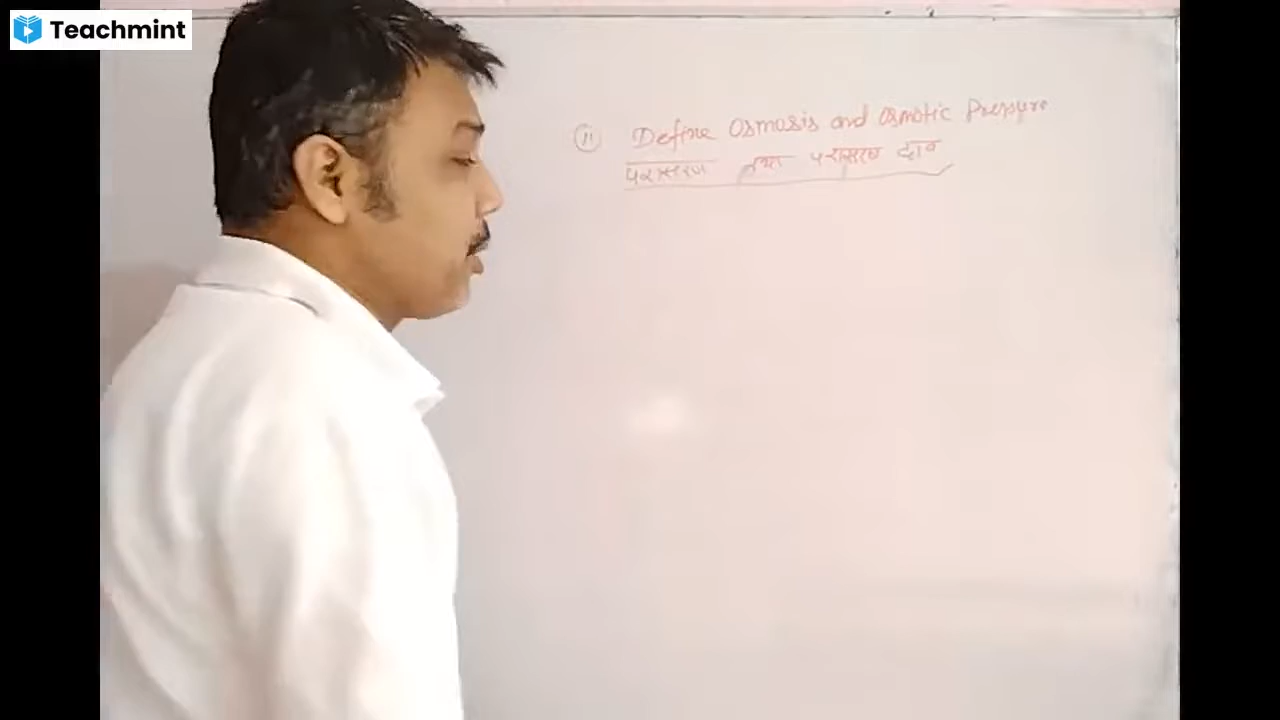 Teachmint
11 Define Osmosis and Osmotic Pressure
परासरण तथा परासरण दाब